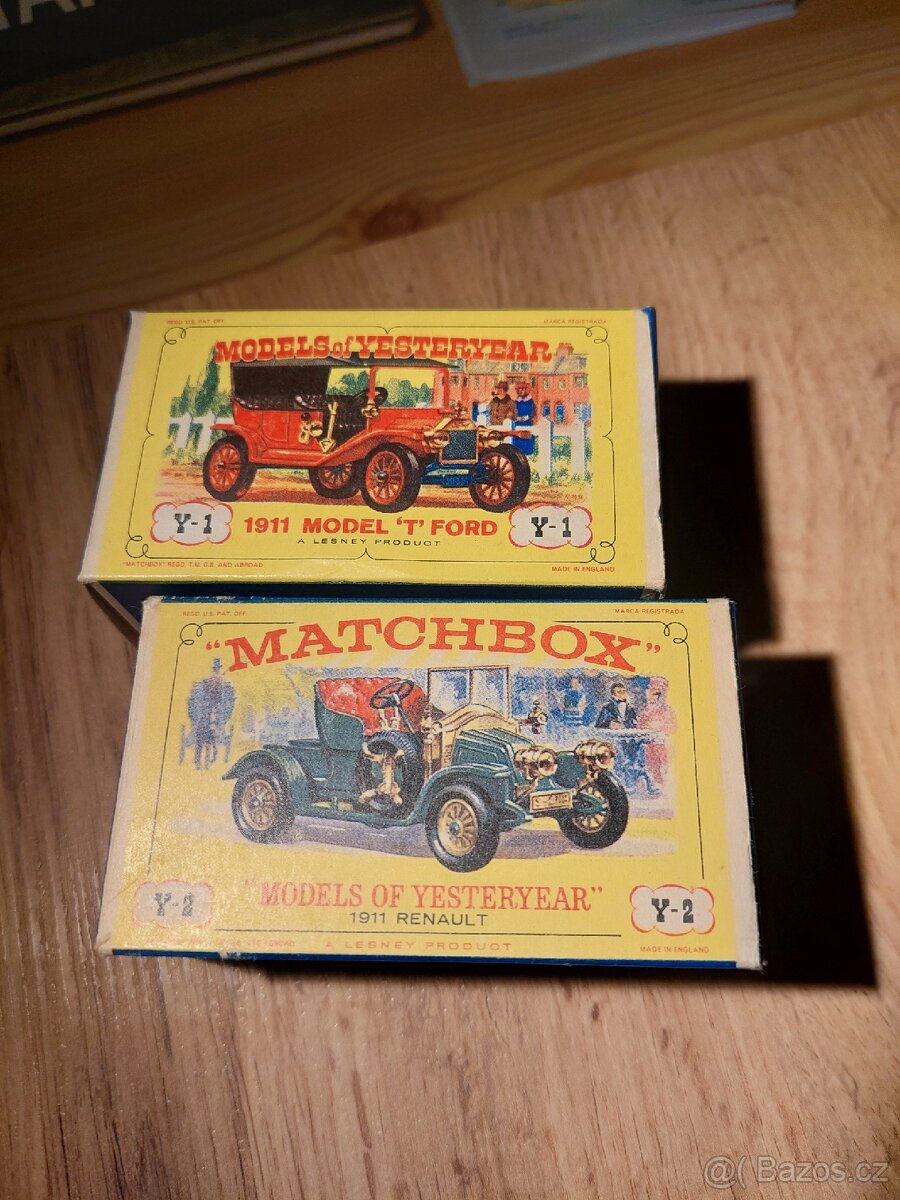 REGD. U.S. PAT. OFF.
MARCA REGISTRADA
MODELS of YESTERYEAR
Y-1
1911 MODEL 'T' FORD
Y-1
A LESNEY PRODUCT
"MATCHBOX" REGD. T.M. G.B. AND ABROAD
MADE IN ENGLAND
REGD. U.S. PAT. OFF.
MARCA REGISTRADA
"MATCHBOX"
Y-2
"MODELS OF YESTERYEAR"
Y-2
1911 RENAULT
A LESNEY PRODUCT
MADE IN ENGLAND
@( Bazos.cz